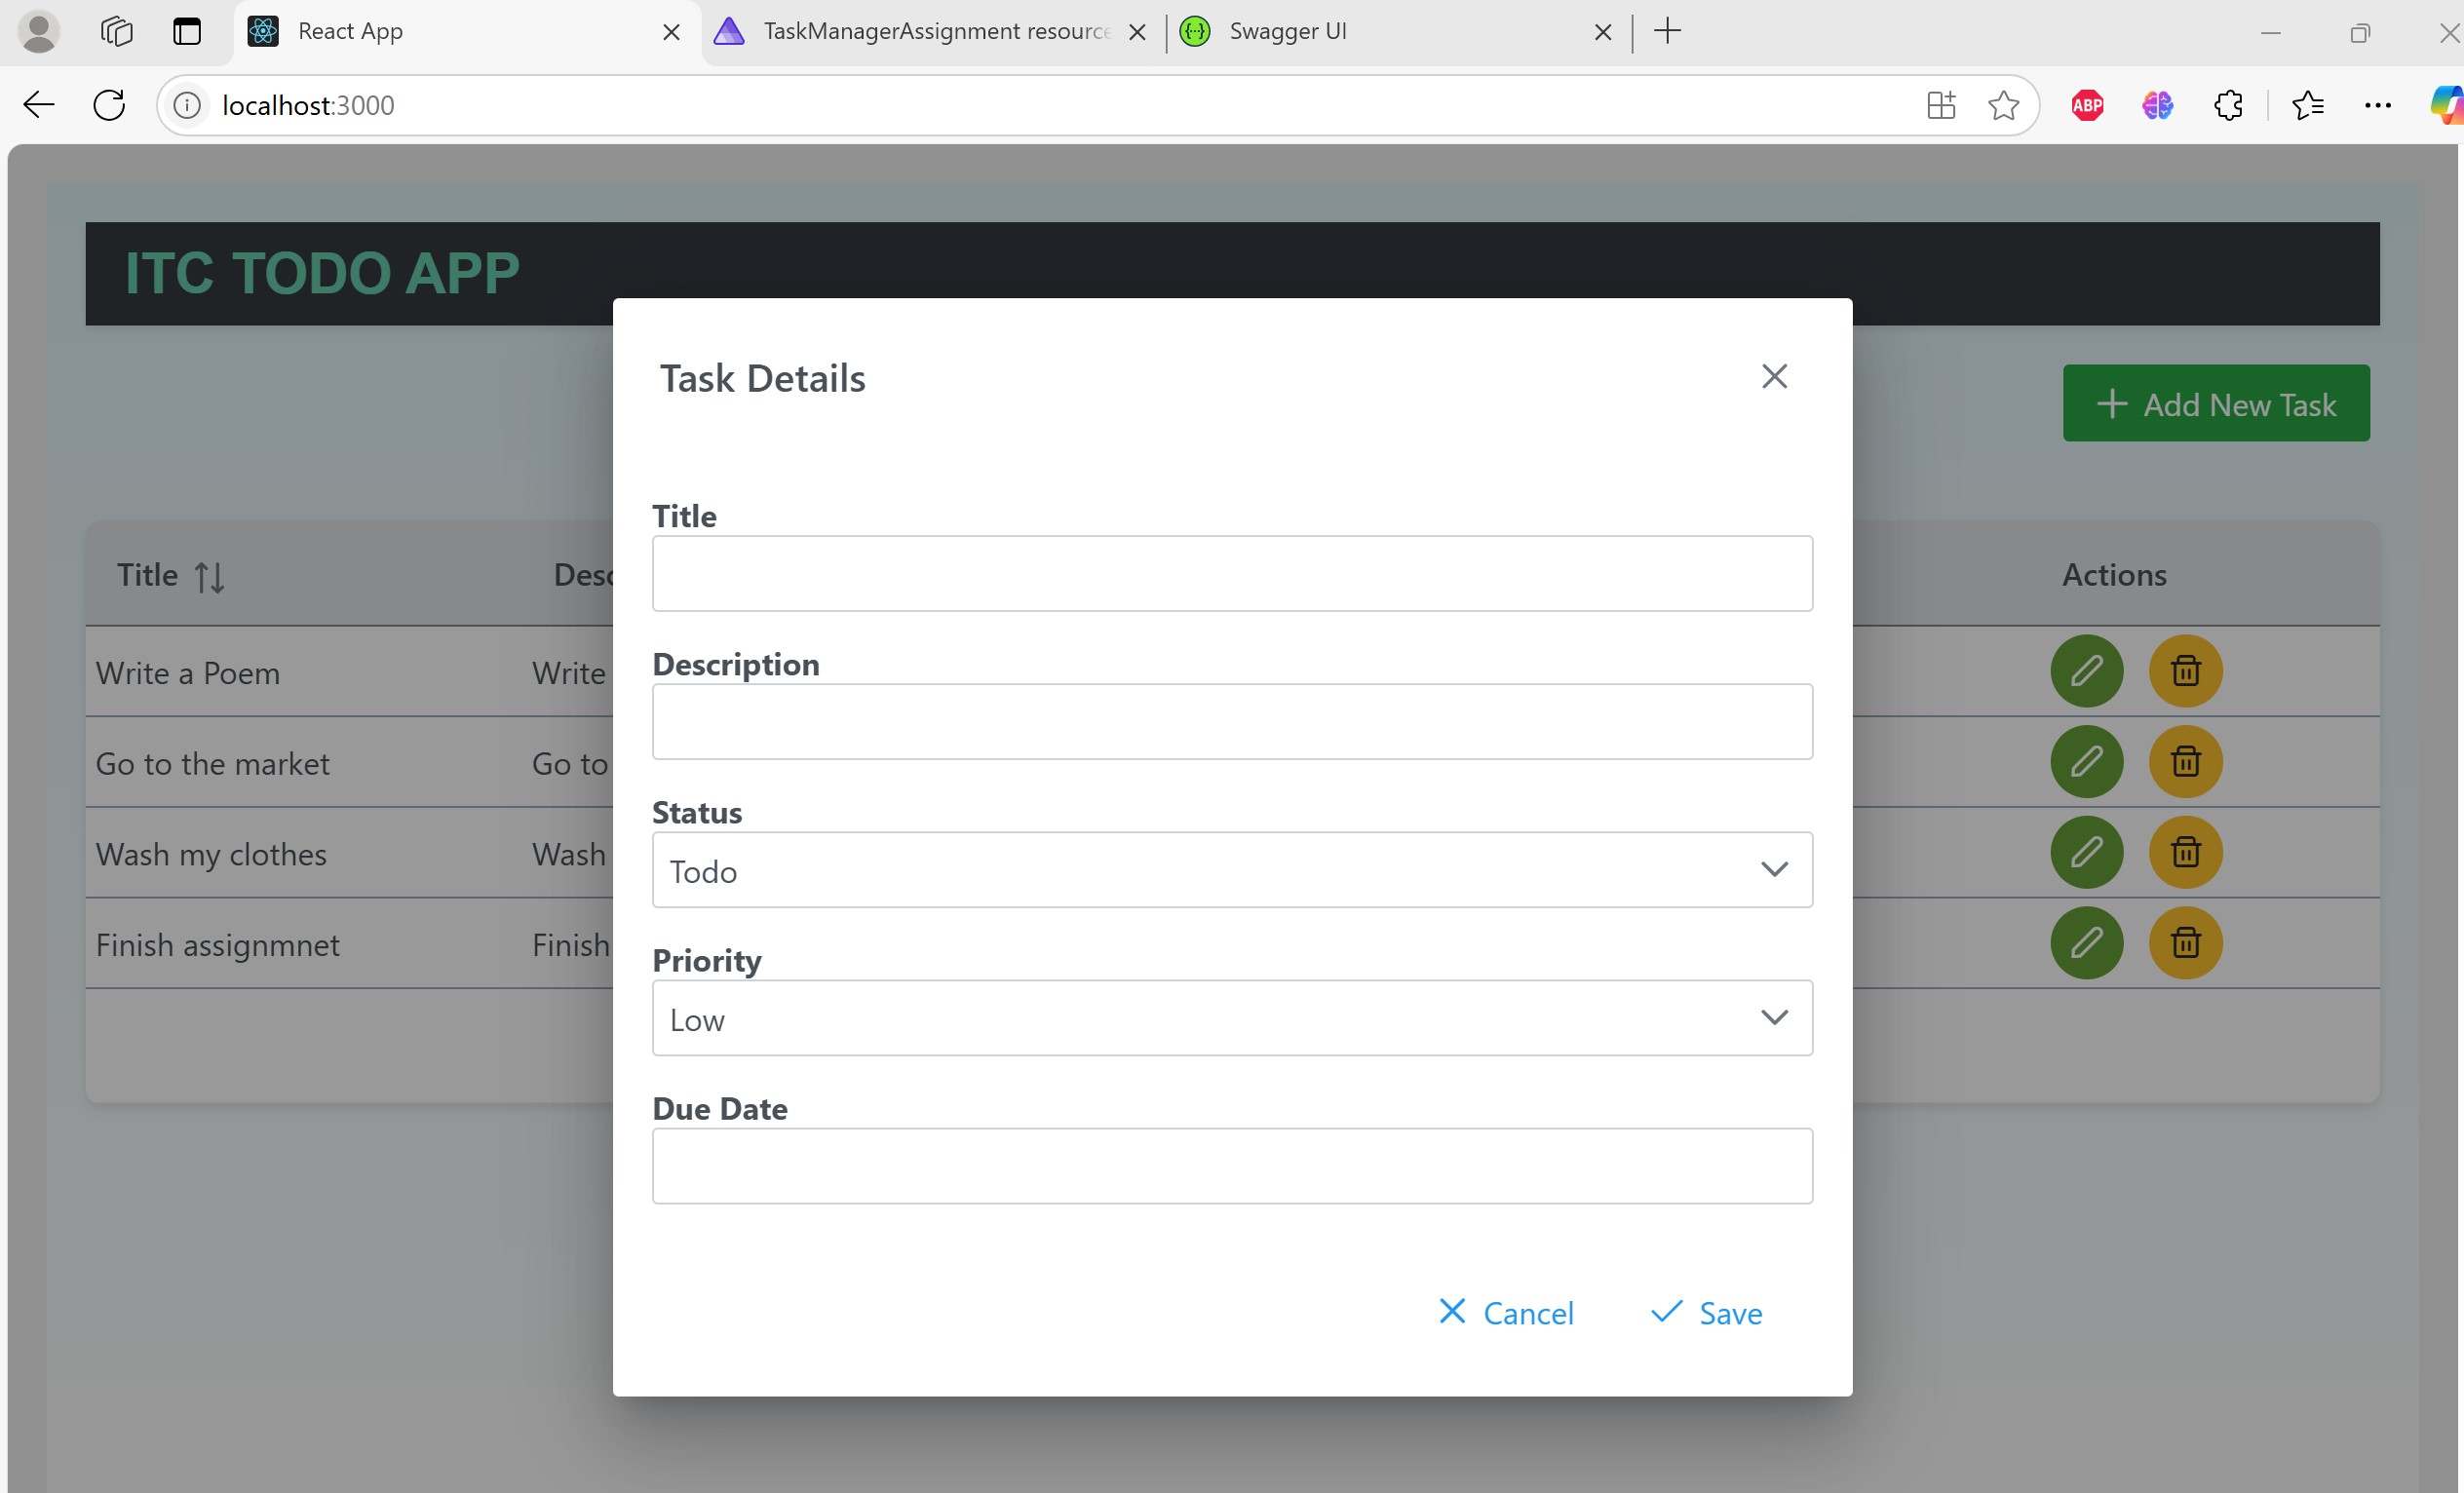 React App
TaskManagerAssignment resource
Swagger UI
localhost:3000
ABP
ITC TODO APP
Add New Task
Task Details
Title
Description
Status
Todo
Priority
Low
Due Date
Cancel
Save
Title
Desc
Actions
Write a Poem
Write
Go to the market
Go to
Wash my clothes
Wash
Finish assignmnet
Finish